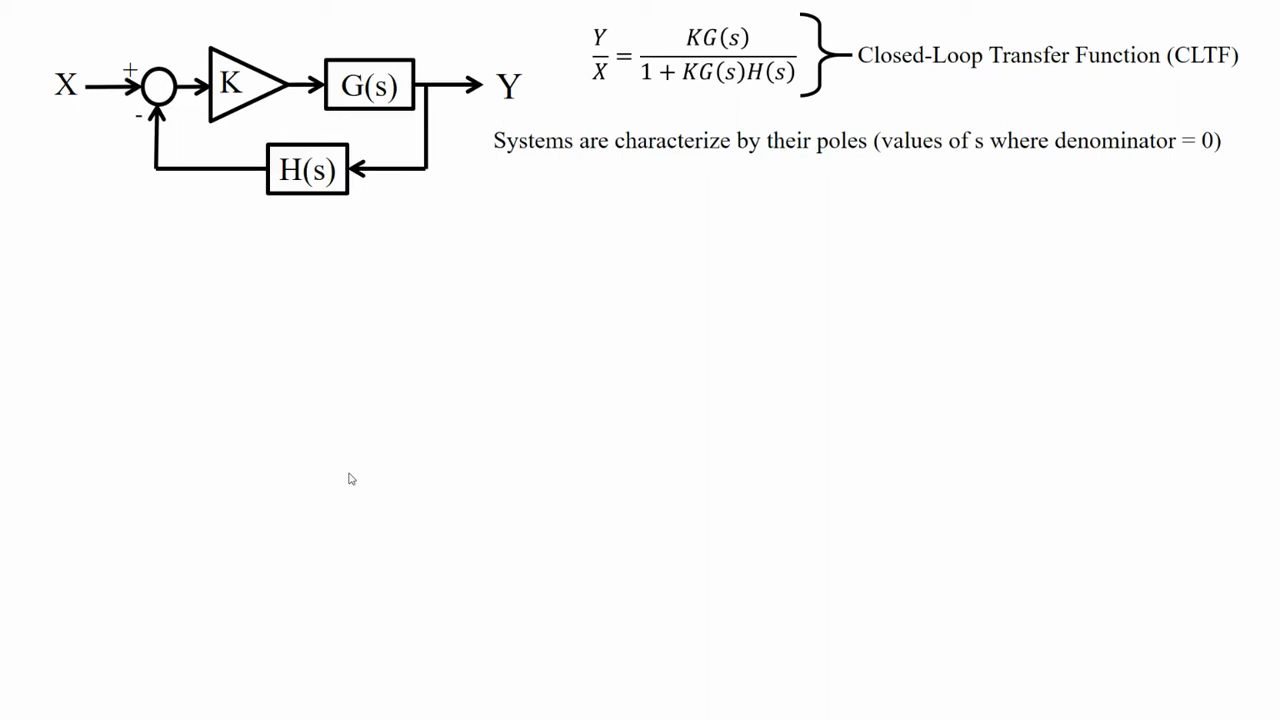 X + - K G(s) Y
H(s)
Y/X = KG(s) / 1 + KG(s)H(s)
Closed-Loop Transfer Function (CLTF)
Systems are characterize by their poles (values of s where denominator = 0)